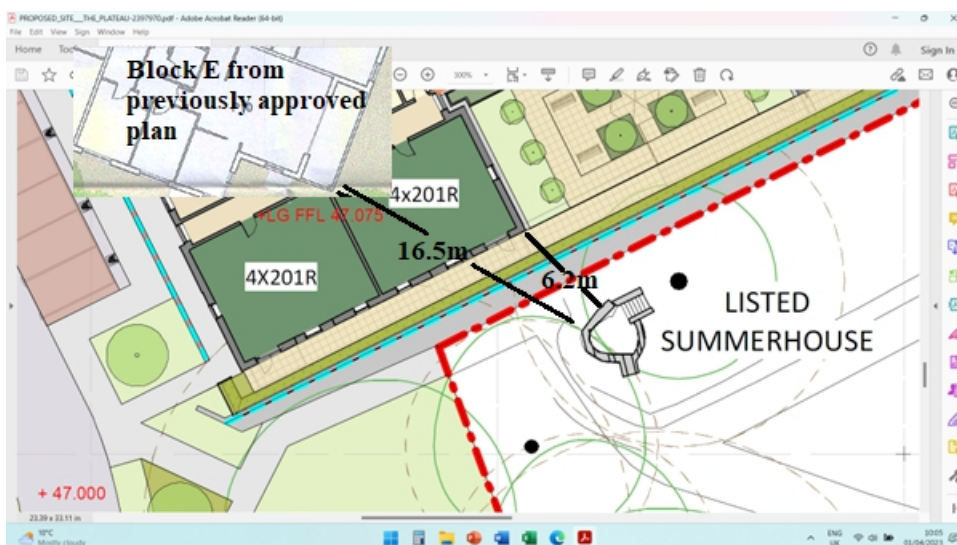 PROPOSED_SITE__THE_PLATEAU-2397970.pdf - Adobe Acrobat Reader (64-bit)
File Edit View Sign Window Help
Home
Sign In
300%
Block E from
previously approved
plan
4x201R
+LG FFL 47.075
16.5m
4X201R
6.2m
LISTED
SUMMERHOUSE
+ 47.000
23.39 x 33.11 in
10°C
Mostly cloudy
ENG
UK
10:05
01/04/2023